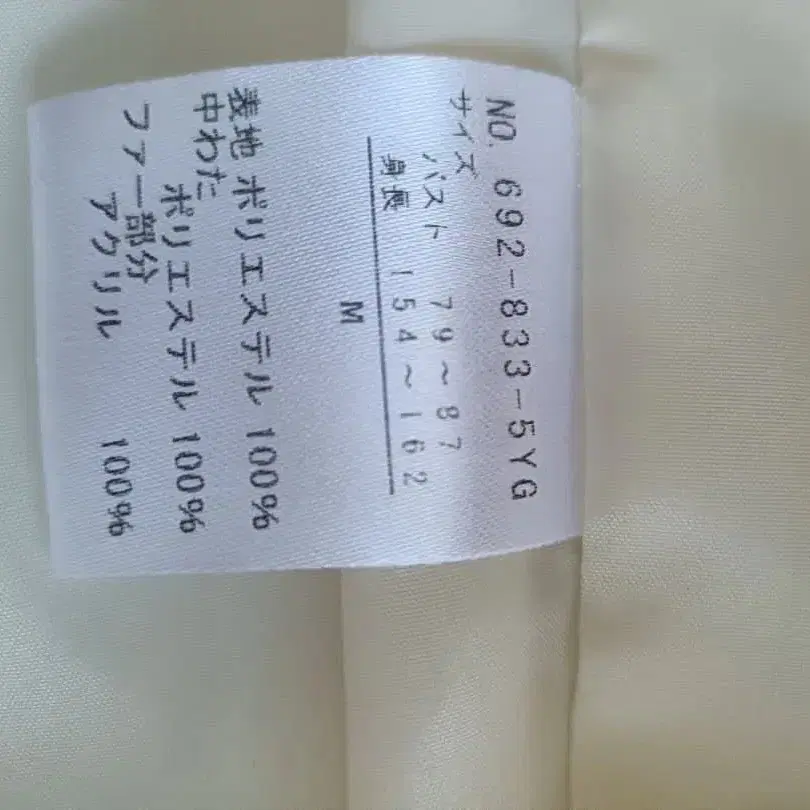 NO. 692-833-5YG
サイズ
バスト 79～87
身長 154～162
M
表地 ポリエステル 100%
中わた
ポリエステル 100%
ファー部分
アクリル 100%